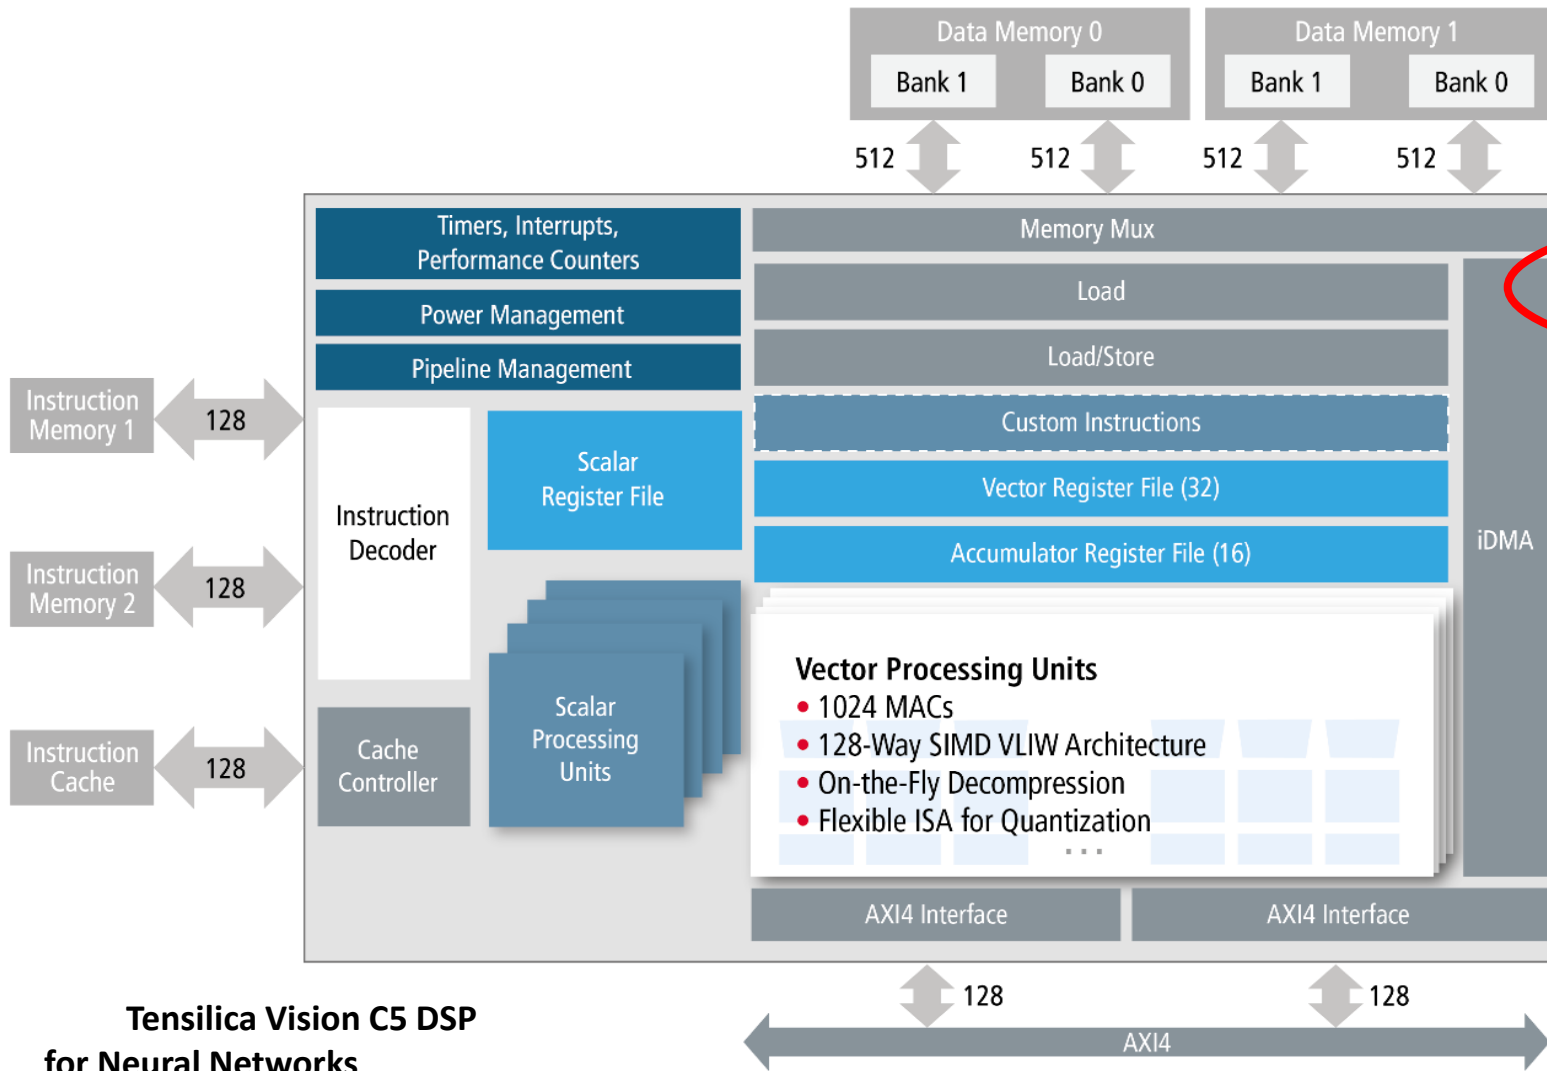 Data Memory 0
Data Memory 1
Bank 1
Bank 0
Bank 1
Bank 0
512
512
512
512
Timers, Interrupts,
Performance Counters
Power Management
Pipeline Management
Memory Mux
Load
Load/Store
Custom Instructions
Vector Register File (32)
Accumulator Register File (16)
iDMA
Instruction
Memory 1
128
Instruction
Memory 2
128
Instruction
Cache
128
Instruction
Decoder
Scalar
Register File
Cache
Controller
Scalar
Processing
Units
Vector Processing Units
• 1024 MACs
• 128-Way SIMD VLIW Architecture
• On-the-Fly Decompression
• Flexible ISA for Quantization
...
AXI4 Interface
AXI4 Interface
128
128
AXI4
Tensilica Vision C5 DSP
for Neural Networks